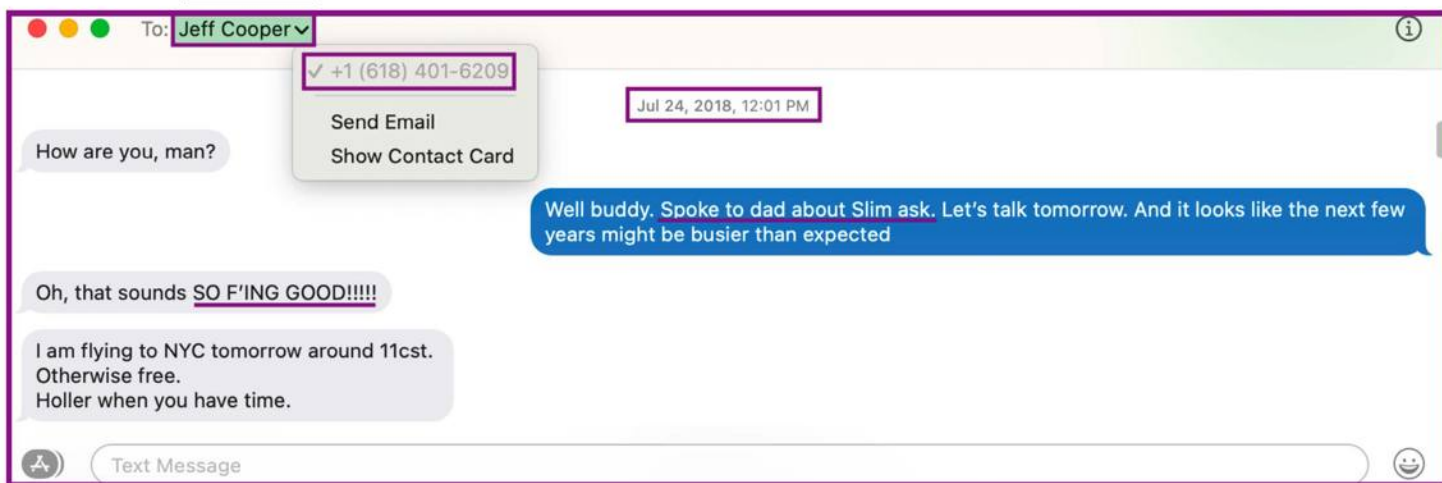 To: Jeff Cooper
✓ +1 (618) 401-6209
Send Email
Show Contact Card
Jul 24, 2018, 12:01 PM
How are you, man?
Well buddy. Spoke to dad about Slim ask. Let's talk tomorrow. And it looks like the next few
years might be busier than expected
Oh, that sounds SO F'ING GOOD!!!!!
I am flying to NYC tomorrow around 11cst.
Otherwise free.
Holler when you have time.
Text Message